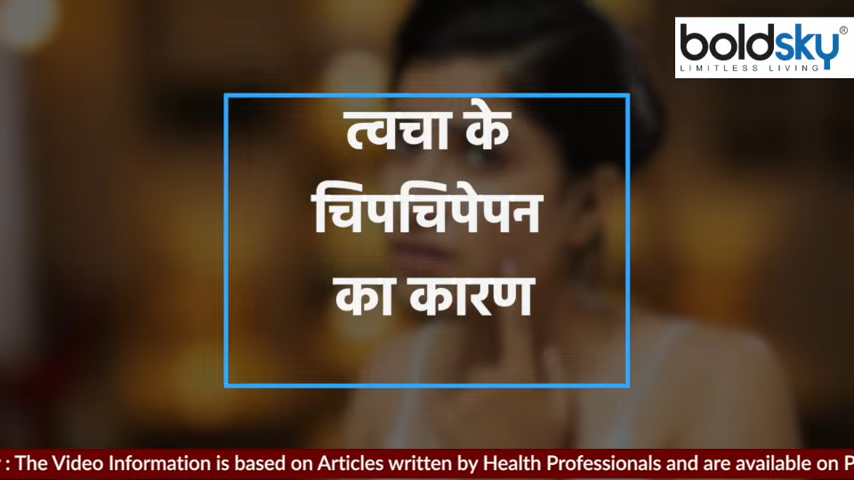 boldsky®
LIMITLESS LIVING
त्वचा के
चिपचिपेपन
का कारण
: The Video Information is based on Articles written by Health Professionals and are available on